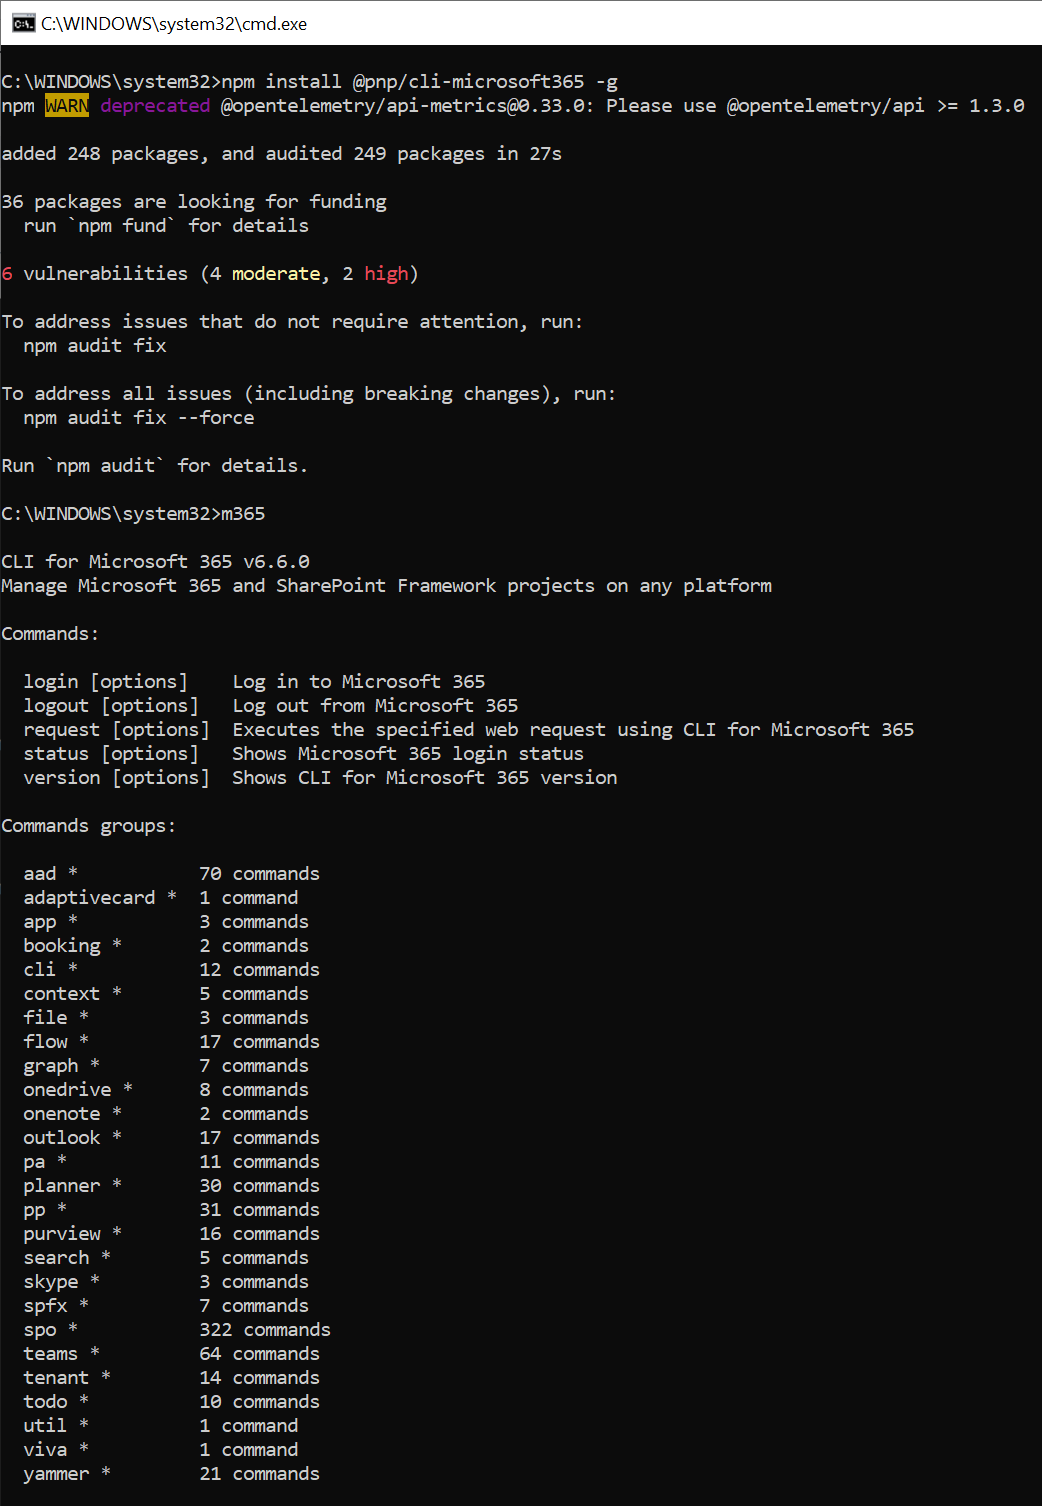 C:\WINDOWS\system32\cmd.exe
C:\WINDOWS\system32>npm install @pnp/cli-microsoft365 -g
npm WARN deprecated @opentelemetry/api-metrics@0.33.0: Please use @opentelemetry/api >= 1.3.0
added 248 packages, and audited 249 packages in 27s
36 packages are looking for funding
  run `npm fund` for details
6 vulnerabilities (4 moderate, 2 high)
To address issues that do not require attention, run:
  npm audit fix
To address all issues (including breaking changes), run:
  npm audit fix --force
Run `npm audit` for details.
C:\WINDOWS\system32>m365
CLI for Microsoft 365 v6.6.0
Manage Microsoft 365 and SharePoint Framework projects on any platform
Commands:
  login [options]    Log in to Microsoft 365
  logout [options]   Log out from Microsoft 365
  request [options]  Executes the specified web request using CLI for Microsoft 365
  status [options]   Shows Microsoft 365 login status
  version [options]  Shows CLI for Microsoft 365 version
Commands groups:
  aad *           70 commands
  adaptivecard *  1 command
  app *           3 commands
  booking *       2 commands
  cli *           12 commands
  context *       5 commands
  file *          3 commands
  flow *          17 commands
  graph *         7 commands
  onedrive *      8 commands
  onenote *       2 commands
  outlook *       17 commands
  pa *            11 commands
  planner *       30 commands
  pp *            31 commands
  purview *       16 commands
  search *        5 commands
  skype *         3 commands
  spfx *          7 commands
  spo *           322 commands
  teams *         64 commands
  tenant *        14 commands
  todo *          10 commands
  util *          1 command
  viva *          1 command
  yammer *        21 commands